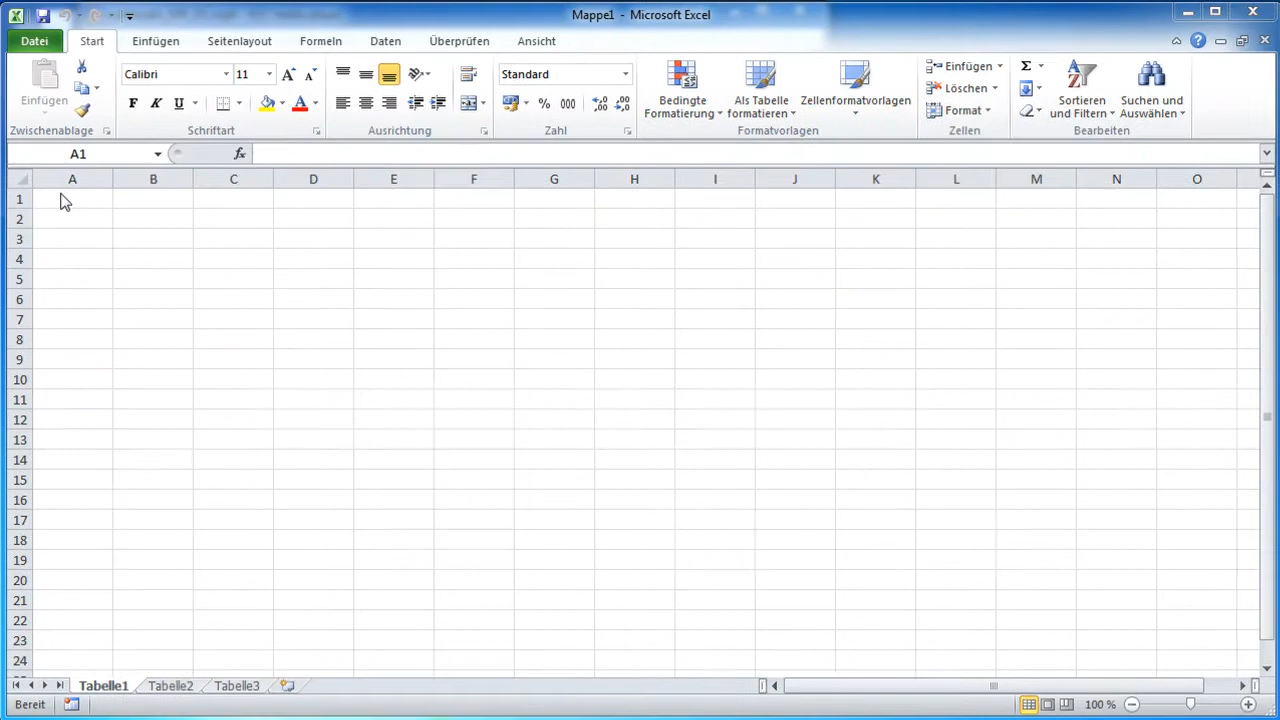 Mappe1 - Microsoft Excel
Datei Start Einfügen Seitenlayout Formeln Daten Überprüfen Ansicht
Einfügen
Zwischenablage
Calibri 11
F K U
Schriftart
Ausrichtung
Standard
% 000
Zahl
Bedingte Formatierung
Als Tabelle formatieren
Zellenformatvorlagen
Formatvorlagen
Einfügen
Löschen
Format
Zellen
Σ
Sortieren und Filtern
Suchen und Auswählen
Bearbeiten
A1 fx
A B C D E F G H I J K L M N O
1
2
3
4
5
6
7
8
9
10
11
12
13
14
15
16
17
18
19
20
21
22
23
24
Tabelle1 Tabelle2 Tabelle3
Bereit 100 %